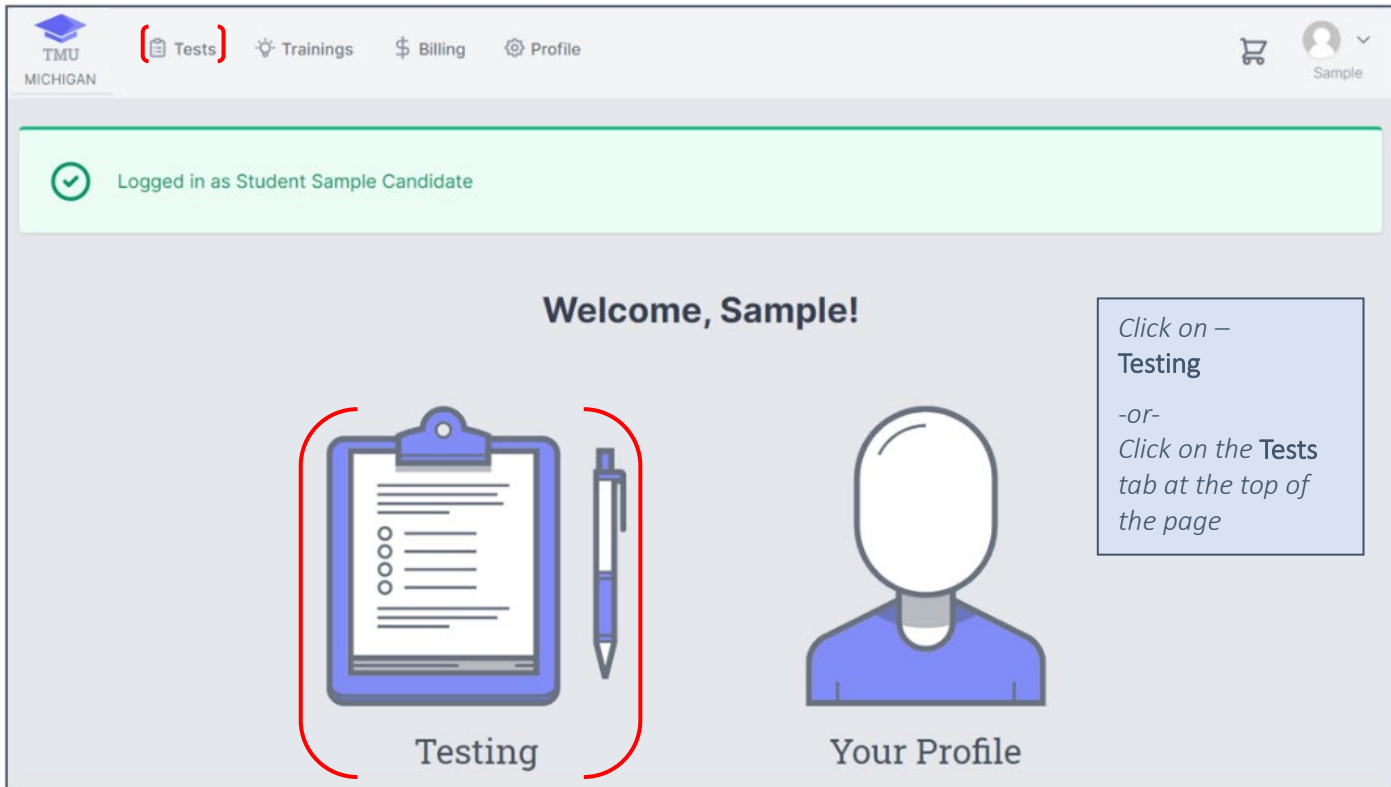 TMU
MICHIGAN
Tests
Trainings
$ Billing
Profile
Sample
Logged in as Student Sample Candidate
Welcome, Sample!
Click on –
Testing
-or-
Click on the Tests
tab at the top of
the page
Testing
Your Profile